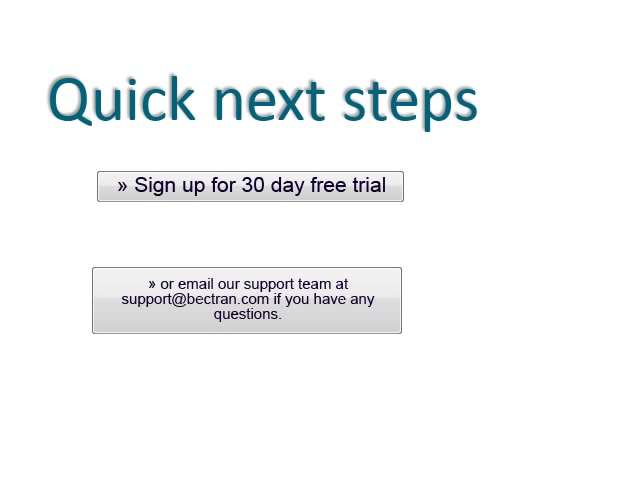 Quick next steps
» Sign up for 30 day free trial
» or email our support team at
support@bectran.com if you have any
questions.